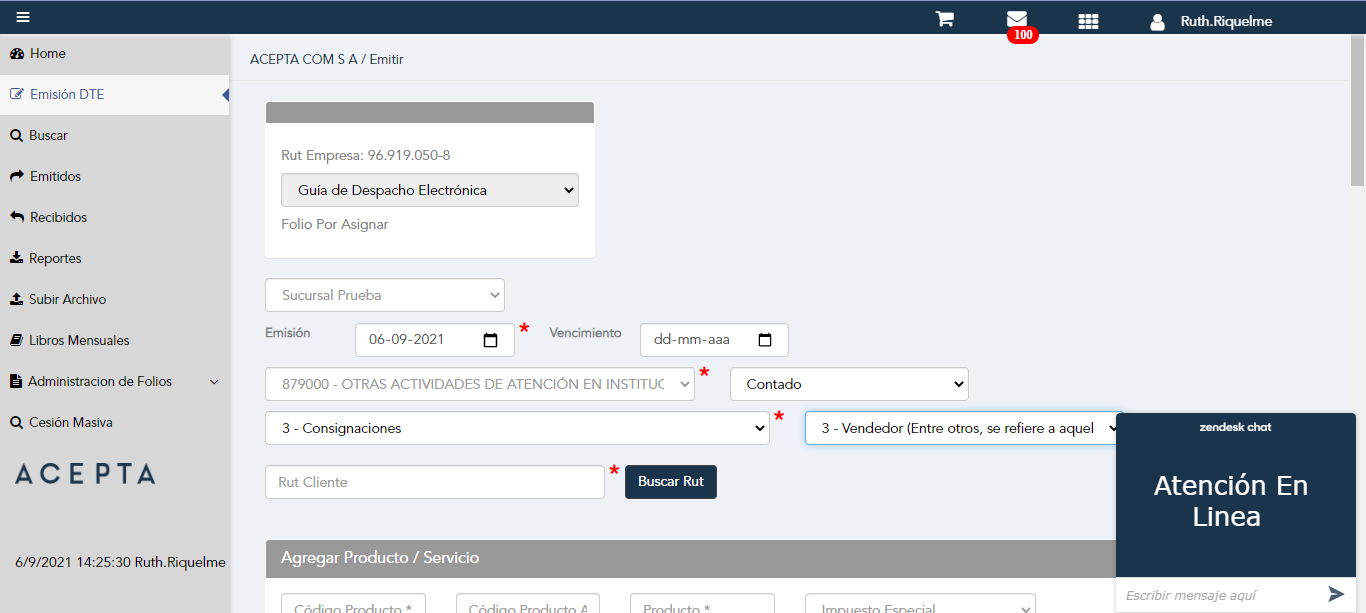 100
Ruth.Riquelme
Home
Emisión DTE
Buscar
Emitidos
Recibidos
Reportes
Subir Archivo
Libros Mensuales
Administracion de Folios
Cesión Masiva
ACEPTA
6/9/2021 14:25:30 Ruth.Riquelme
ACEPTA COM S A / Emitir
Rut Empresa: 96.919.050-8
Guía de Despacho Electrónica
Folio Por Asignar
Sucursal Prueba
Emisión 06-09-2021 * Vencimiento dd-mm-aaa
879000 - OTRAS ACTIVIDADES DE ATENCIÓN EN INSTITUC * Contado
3 - Consignaciones * 3 - Vendedor (Entre otros, se refiere a aquel
Rut Cliente * Buscar Rut
Agregar Producto / Servicio
Código Producto * Código Producto A Producto * Impuesto Especial
zendesk chat
Atención En
Linea
Escribir mensaje aquí